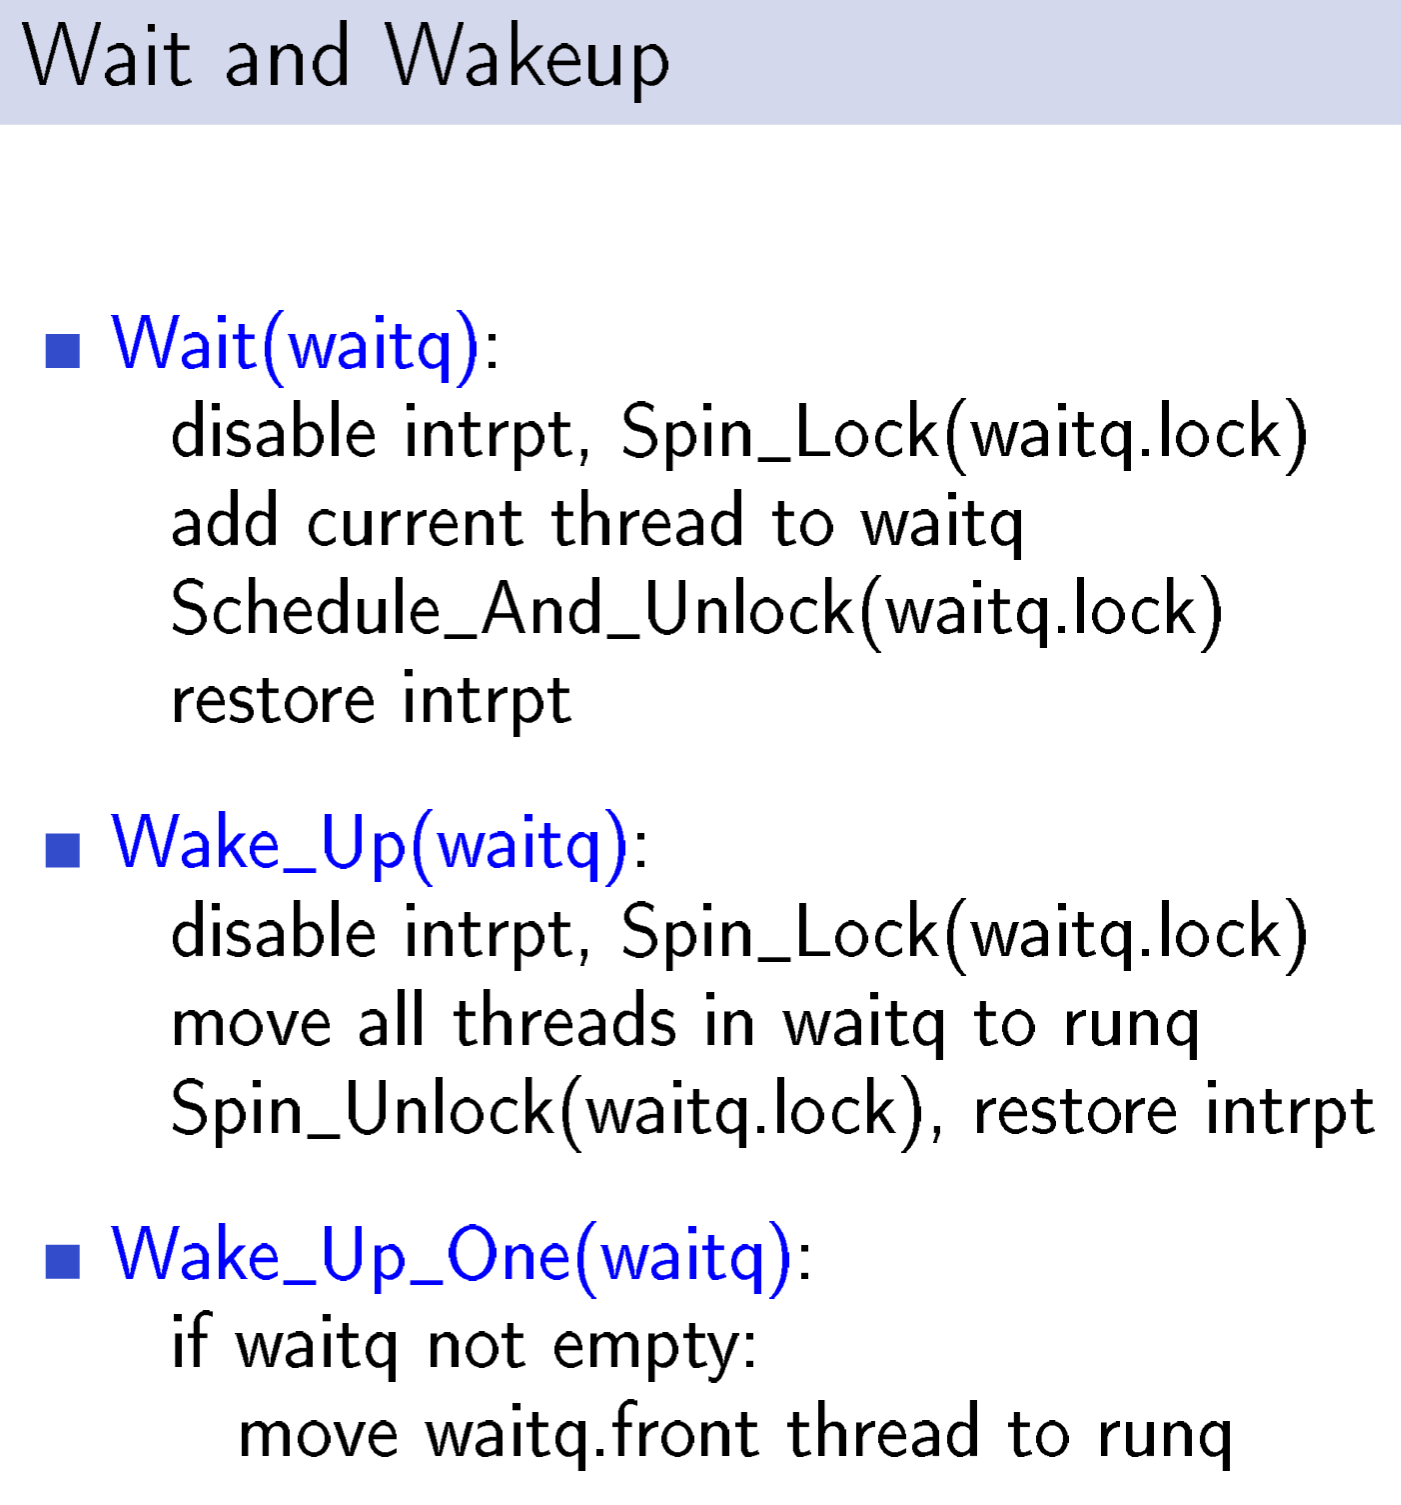 Wait and Wakeup
Wait(waitq):
disable intrpt, Spin_Lock(waitq.lock)
add current thread to waitq
Schedule_And_Unlock(waitq.lock)
restore intrpt
Wake_Up(waitq):
disable intrpt, Spin_Lock(waitq.lock)
move all threads in waitq to runq
Spin_Unlock(waitq.lock), restore intrpt
Wake_Up_One(waitq):
if waitq not empty:
move waitq.front thread to runq